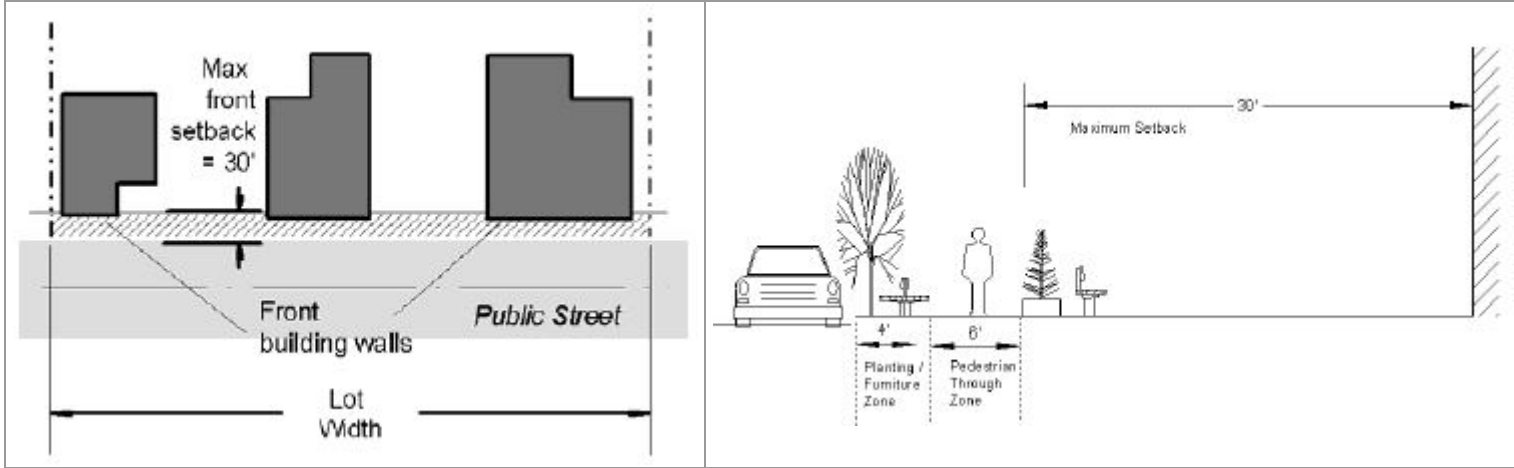 Max
front
setback
= 30'
Front
building walls
Public Street
Lot
Width
30'
Maximum Setback
4'
6'
Planting /
Furniture
Zone
Pedestrian
Through
Zone